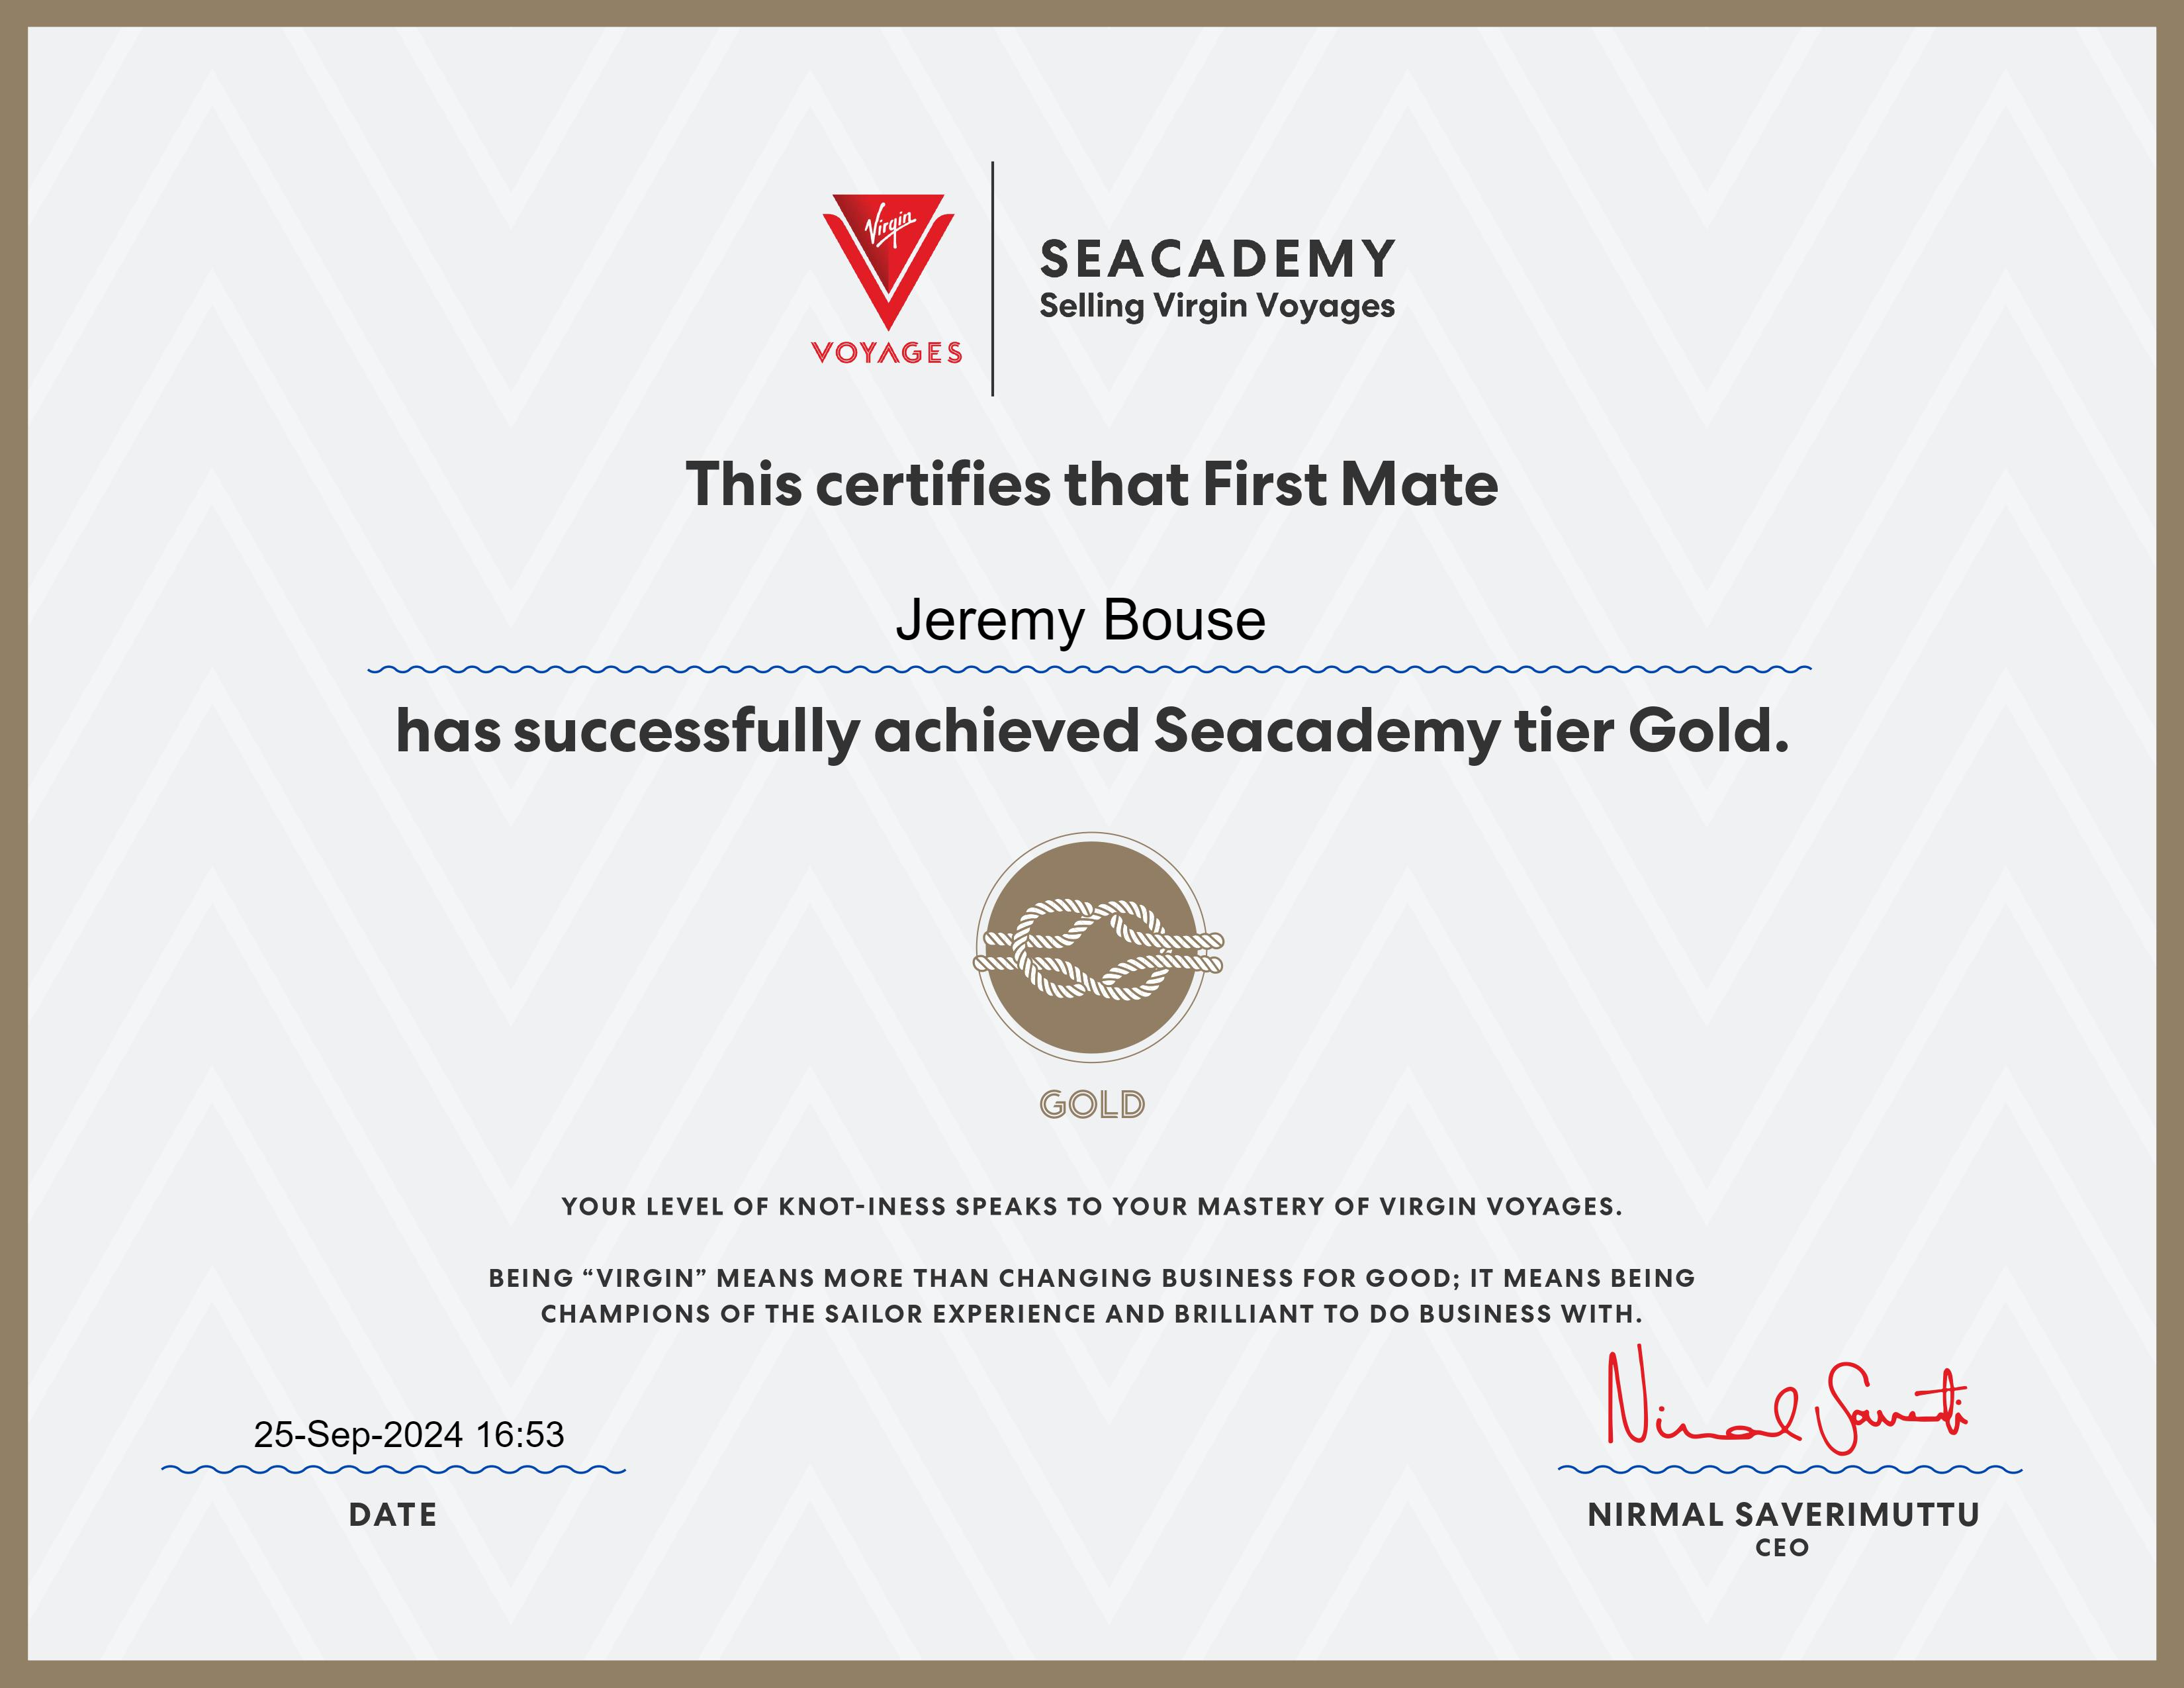 Virgin
VOYAGES
SEACADEMY
Selling Virgin Voyages
This certifies that First Mate
Jeremy Bouse
has successfully achieved Seacademy tier Gold.
GOLD
YOUR LEVEL OF KNOT-INESS SPEAKS TO YOUR MASTERY OF VIRGIN VOYAGES.
BEING “VIRGIN” MEANS MORE THAN CHANGING BUSINESS FOR GOOD; IT MEANS BEING
CHAMPIONS OF THE SAILOR EXPERIENCE AND BRILLIANT TO DO BUSINESS WITH.
25-Sep-2024 16:53
DATE
NIRMAL SAVERIMUTTU
CEO